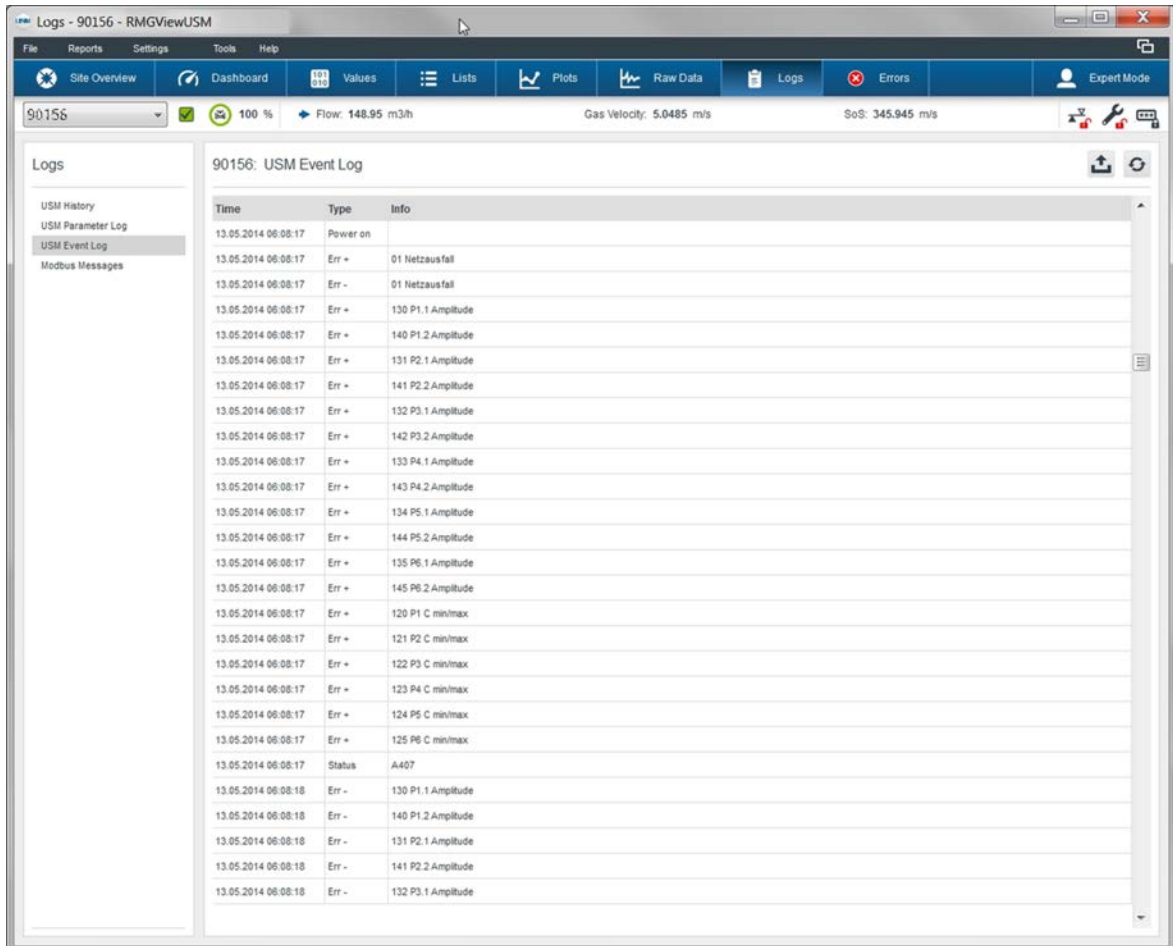 Logs - 90156 - RMGViewUSM
File Reports Settings Tools Help
Site Overview Dashboard Values Lists Plots Raw Data Logs Errors Expert Mode
90156 100 % Flow: 148.95 m3/h Gas Velocity: 5.0485 m/s SoS: 345.945 m/s
Logs
USM History
USM Parameter Log
USM Event Log
Modbus Messages
90156: USM Event Log
Time Type Info
13.05.2014 06:08:17 Power on
13.05.2014 06:08:17 Err + 01 Netzausfall
13.05.2014 06:08:17 Err - 01 Netzausfall
13.05.2014 06:08:17 Err + 130 P1.1 Amplitude
13.05.2014 06:08:17 Err + 140 P1.2 Amplitude
13.05.2014 06:08:17 Err + 131 P2.1 Amplitude
13.05.2014 06:08:17 Err + 141 P2.2 Amplitude
13.05.2014 06:08:17 Err + 132 P3.1 Amplitude
13.05.2014 06:08:17 Err + 142 P3.2 Amplitude
13.05.2014 06:08:17 Err + 133 P4.1 Amplitude
13.05.2014 06:08:17 Err + 143 P4.2 Amplitude
13.05.2014 06:08:17 Err + 134 P5.1 Amplitude
13.05.2014 06:08:17 Err + 144 P5.2 Amplitude
13.05.2014 06:08:17 Err + 135 P6.1 Amplitude
13.05.2014 06:08:17 Err + 145 P6.2 Amplitude
13.05.2014 06:08:17 Err + 120 P1 C min/max
13.05.2014 06:08:17 Err + 121 P2 C min/max
13.05.2014 06:08:17 Err + 122 P3 C min/max
13.05.2014 06:08:17 Err + 123 P4 C min/max
13.05.2014 06:08:17 Err + 124 P5 C min/max
13.05.2014 06:08:17 Err + 125 P6 C min/max
13.05.2014 06:08:17 Status A407
13.05.2014 06:08:18 Err - 130 P1.1 Amplitude
13.05.2014 06:08:18 Err - 140 P1.2 Amplitude
13.05.2014 06:08:18 Err - 131 P2.1 Amplitude
13.05.2014 06:08:18 Err - 141 P2.2 Amplitude
13.05.2014 06:08:18 Err - 132 P3.1 Amplitude